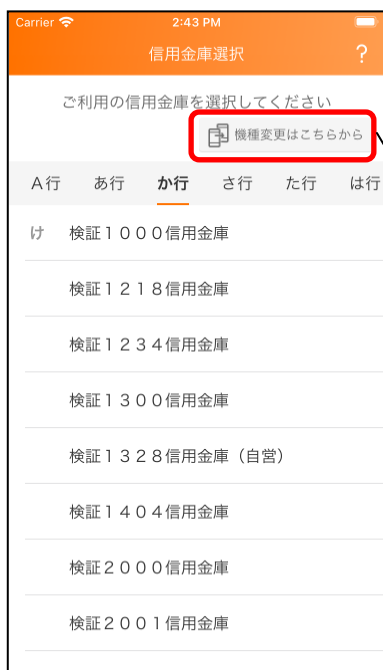 Carrier 2:43 PM
信用金庫選択 ?
ご利用の信用金庫を選択してください
機種変更はこちらから
A行 あ行 か行 さ行 た行 は行
け 検証１０００信用金庫
検証１２１８信用金庫
検証１２３４信用金庫
検証１３００信用金庫
検証１３２８信用金庫（自営）
検証１４０４信用金庫
検証２０００信用金庫
検証２００１信用金庫